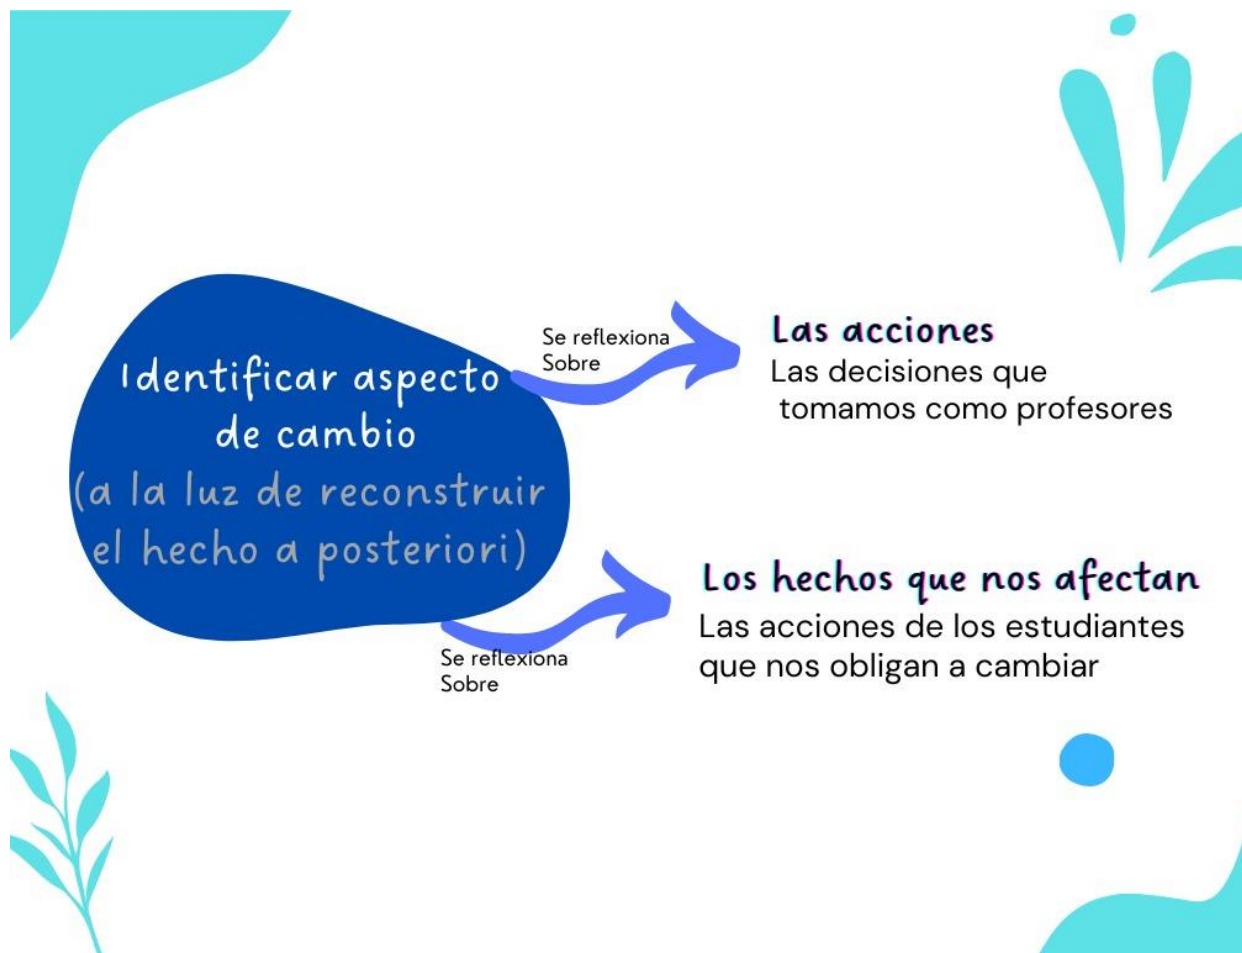 Identificar aspecto
de cambio
(a la luz de reconstruir
el hecho a posteriori)
Se reflexiona
Sobre
Las acciones
Las decisiones que
tomamos como profesores
Se reflexiona
Sobre
Los hechos que nos afectan
Las acciones de los estudiantes
que nos obligan a cambiar